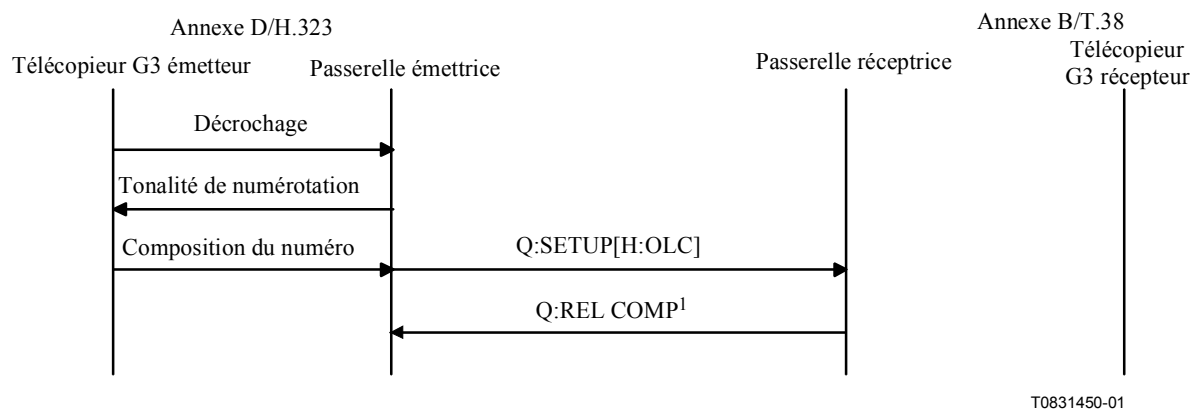 Annexe D/H.323
Annexe B/T.38
Télécopieur G3 émetteur
Passerelle émettrice
Passerelle réceptrice
Télécopieur
G3 récepteur
Décrochage
Tonalité de numérotation
Composition du numéro
Q:SETUP[H:OLC]
Q:REL COMP1
T0831450-01